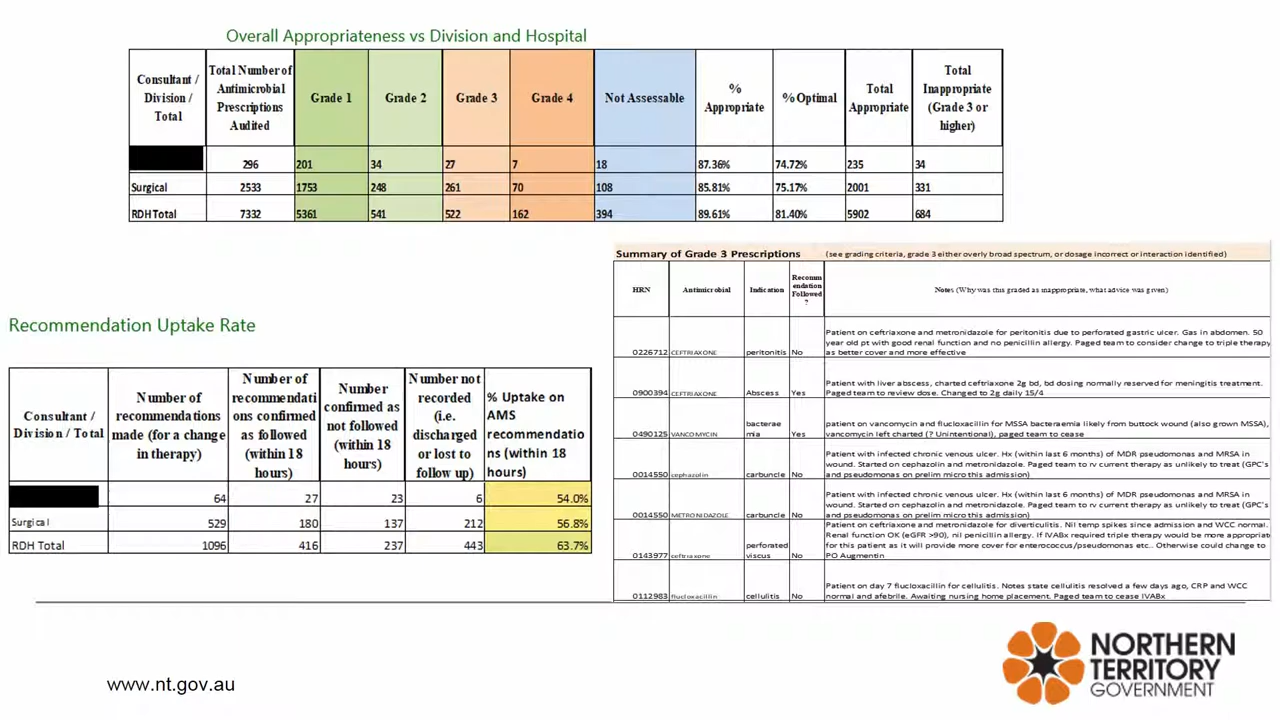 Overall Appropriateness vs Division and Hospital
Consultant / Division / Total
Total Number of Antimicrobial Prescriptions Audited
Grade 1
Grade 2
Grade 3
Grade 4
Not Assessable
% Appropriate
% Optimal
Total Appropriate
Total Inappropriate (Grade 3 or higher)
296 201 34 27 7 18 87.36% 74.72% 235 34
Surgical 2533 1753 248 261 70 108 85.81% 75.17% 2001 331
RDH Total 7332 5361 541 522 162 394 89.61% 81.40% 5902 684
Recommendation Uptake Rate
Consultant / Division / Total
Number of recommendations made (for a change in therapy)
Number of recommendati ons confirmed as followed (within 18 hours)
Number confirmed as not followed (within 18 hours)
Number not recorded (i.e. discharged or lost to follow up)
% Uptake on AMS recommendatio ns (within 18 hours)
64 27 23 6 54.0%
Surgical 529 180 137 212 56.8%
RDH Total 1096 416 237 443 63.7%
Summary of Grade 3 Prescriptions (see grading criteria, grade 3 either overly broad spectrum, or dosage incorrect or interaction identified)
HRN
Antimicrobial
Indication
Recomm endation Followed ?
Notes (Why was this graded as inappropriate, what advice was given)
0226712 CEFTRIAXONE peritonitis No
Patient on ceftriaxone and metronidazole for peritonitis due to perforated gastric ulcer. Gas in abdomen. 50
year old pt with good renal function and no penicillin allergy. Paged team to consider change to triple therapy
as better cover and more effective
0900394 CEFTRIAXONE Abscess Yes
Patient with liver abscess, charted ceftriaxone 2g bd, bd dosing normally reserved for meningitis treatment.
Paged team to review dose. Changed to 2g daily 15/4
0490125 VANCOMYCIN bacterae mia Yes
patient on vancomycin and flucloxacillin for MSSA bacteraemia likely from buttock wound (also grown MSSA),
vancomycin left charted (? Unintentional), paged team to cease
0014550 cephazolin carbuncle No
Patient with infected chronic venous ulcer. Hx (within last 6 months) of MDR pseudomonas and MRSA in
wound. Started on cephazolin and metronidazole. Paged team to rv current therapy as unlikely to treat (GPC's
and pseudomonas on prelim micro this admission)
0014550 METRONIDAZOLE carbuncle No
Patient with infected chronic venous ulcer. Hx (within last 6 months) of MDR pseudomonas and MRSA in
wound. Started on cephazolin and metronidazole. Paged team to rv current therapy as unlikely to treat (GPC's
and pseudomonas on prelim micro this admission)
0143977 ceftriaxone perforated viscus No
Patient on ceftriaxone and metronidazole for diverticulitis. Nil temp spikes since admission and WCC normal.
Renal function OK (eGFR >90), nil penicillin allergy. If IVABx required triple therapy would be more appropriat
for this patient as it will provide more cover for enterococcus/pseudomonas etc.. Otherwise could change to
PO Augmentin
0112983 flucloxacillin cellulitis No
Patient on day 7 flucloxacillin for cellulitis. Notes state cellulitis resolved a few days ago, CRP and WCC
normal and afebrile. Awaiting nursing home placement. Paged team to cease IVABx
www.nt.gov.au
NORTHERN
TERRITORY
GOVERNMENT